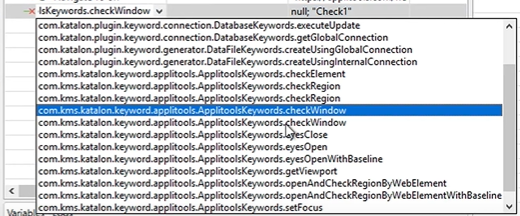 IsKeywords.checkWindow
null; "Check1"
com.katalon.plugin.keyword.connection.DatabaseKeywords.executeUpdate
com.katalon.plugin.keyword.connection.DatabaseKeywords.getGlobalConnection
com.kms.katalon.keyword.generator.DataFileKeywords.createUsingGlobalConnection
com.kms.katalon.keyword.generator.DataFileKeywords.createUsingInternalConnection
com.kms.katalon.keyword.applitools.ApplitoolsKeywords.checkElement
com.kms.katalon.keyword.applitools.ApplitoolsKeywords.checkRegion
com.kms.katalon.keyword.applitools.ApplitoolsKeywords.checkRegion
com.kms.katalon.keyword.applitools.ApplitoolsKeywords.checkWindow
com.kms.katalon.keyword.applitools.ApplitoolsKeywords.checkWindow
com.kms.katalon.keyword.applitools.ApplitoolsKeywords.eyesClose
com.kms.katalon.keyword.applitools.ApplitoolsKeywords.eyesOpen
com.kms.katalon.keyword.applitools.ApplitoolsKeywords.eyesOpenWithBaseline
com.kms.katalon.keyword.applitools.ApplitoolsKeywords.getViewport
com.kms.katalon.keyword.applitools.ApplitoolsKeywords.openAndCheckRegionByWebElement
com.kms.katalon.keyword.applitools.ApplitoolsKeywords.openAndCheckRegionByWebElementWithBaseline
com.kms.katalon.keyword.applitools.ApplitoolsKeywords.setFocus